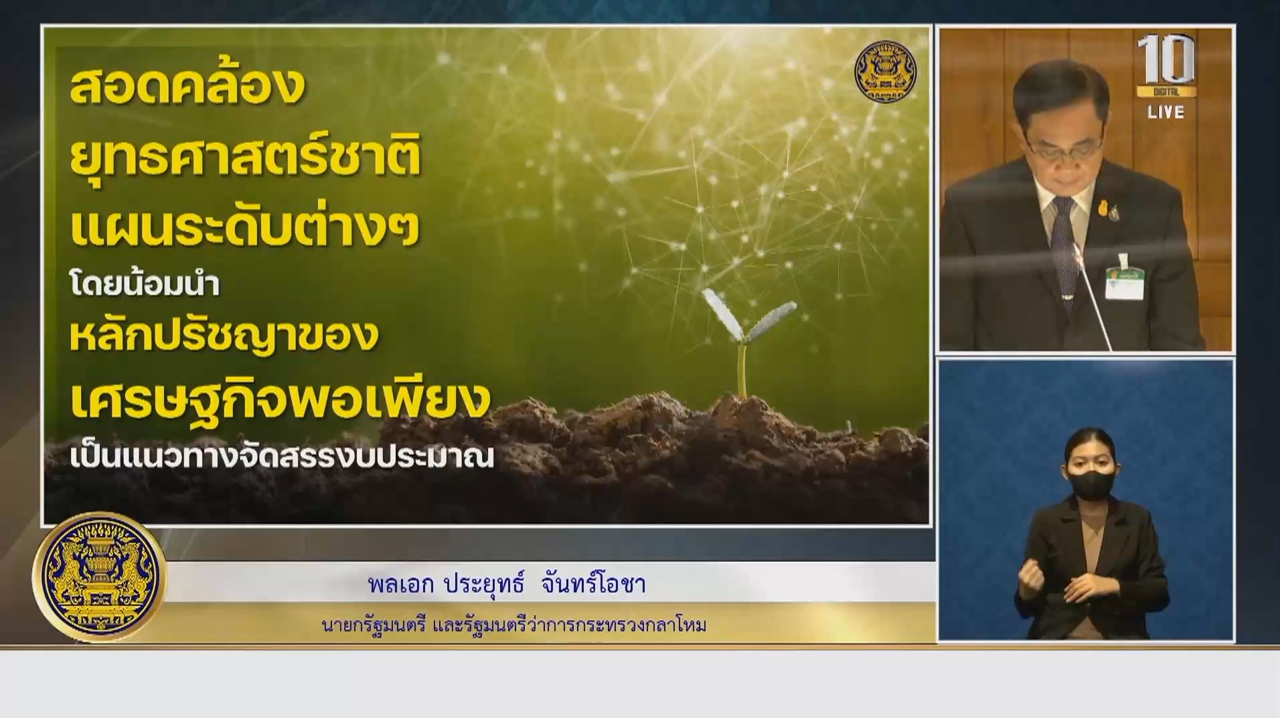 สอดคล้อง
ยุทธศาสตร์ชาติ
แผนระดับต่างๆ
โดยน้อมนำ
หลักปรัชญาของ
เศรษฐกิจพอเพียง
เป็นแนวทางจัดสรรงบประมาณ
10
DIGITAL
LIVE
พลเอก ประยุทธ์ จันทร์โอชา
นายกรัฐมนตรี และรัฐมนตรีว่าการกระทรวงกลาโหม